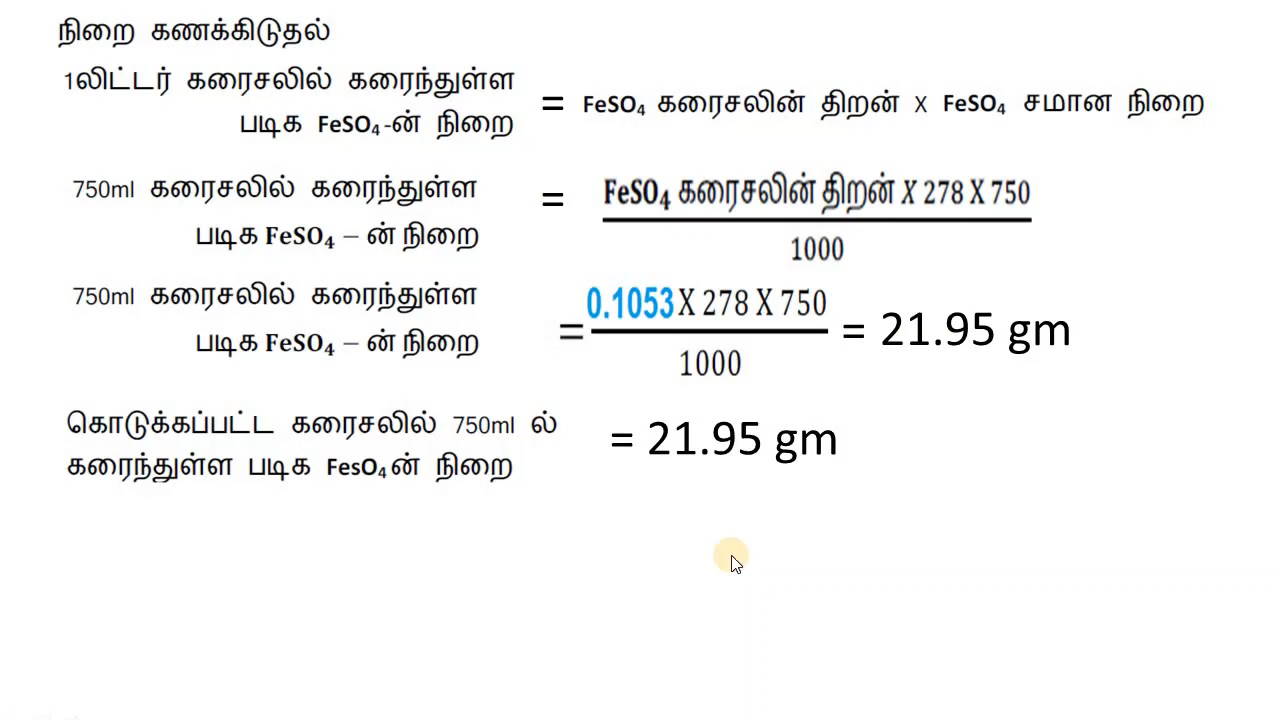 நிறை கணக்கிடுதல்
1லிட்டர் கரைசலில் கரைந்துள்ள
படிக FeSO₄-ன் நிறை = FeSO₄ கரைசலின் திறன் X FeSO₄ சமான நிறை
750ml கரைசலில் கரைந்துள்ள = FeSO₄ கரைசலின் திறன் X 278 X 750
படிக FeSO₄ – ன் நிறை 1000
750ml கரைசலில் கரைந்துள்ள 0.1053 X 278 X 750
படிக FeSO₄ – ன் நிறை = 1000 = 21.95 gm
கொடுக்கப்பட்ட கரைசலில் 750ml ல் = 21.95 gm
கரைந்துள்ள படிக FesO₄ன் நிறை